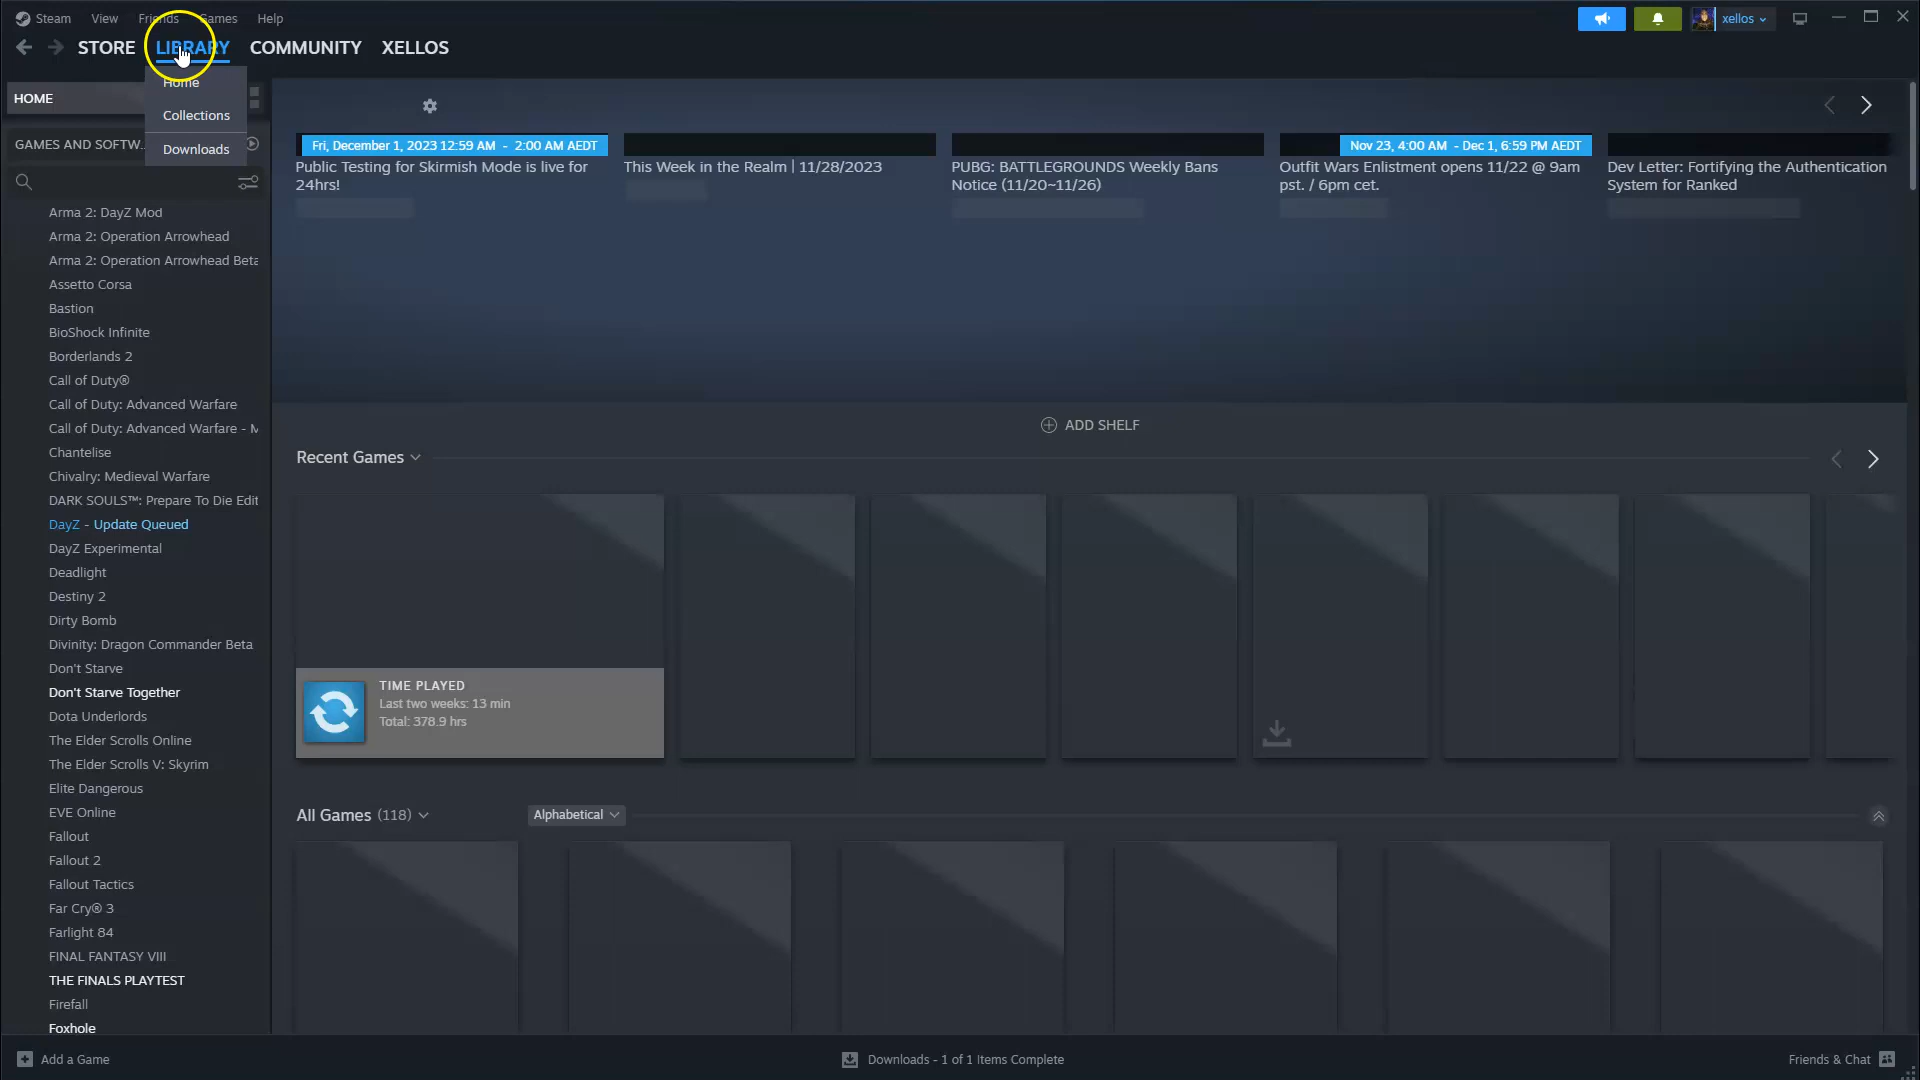 Steam View Friends Games Help
xellos
STORE LIBRARY COMMUNITY XELLOS
Home
Collections
Downloads
HOME
GAMES AND SOFTW...
Fri, December 1, 2023 12:59 AM - 2:00 AM AEDT
Public Testing for Skirmish Mode is live for
24hrs!
This Week in the Realm | 11/28/2023
PUBG: BATTLEGROUNDS Weekly Bans
Notice (11/20~11/26)
Nov 23, 4:00 AM - Dec 1, 6:59 PM AEDT
Outfit Wars Enlistment opens 11/22 @ 9am
pst. / 6pm cet.
Dev Letter: Fortifying the Authentication
System for Ranked
Arma 2: DayZ Mod
Arma 2: Operation Arrowhead
Arma 2: Operation Arrowhead Beta
Assetto Corsa
Bastion
BioShock Infinite
Borderlands 2
Call of Duty®
Call of Duty: Advanced Warfare
Call of Duty: Advanced Warfare - M
Chantelise
Chivalry: Medieval Warfare
DARK SOULS™: Prepare To Die Edit
DayZ - Update Queued
DayZ Experimental
Deadlight
Destiny 2
Dirty Bomb
Divinity: Dragon Commander Beta
Don't Starve
Don't Starve Together
Dota Underlords
The Elder Scrolls Online
The Elder Scrolls V: Skyrim
Elite Dangerous
EVE Online
Fallout
Fallout 2
Fallout Tactics
Far Cry® 3
Farlight 84
FINAL FANTASY VIII
THE FINALS PLAYTEST
Firefall
Foxhole
ADD SHELF
Recent Games
TIME PLAYED
Last two weeks: 13 min
Total: 378.9 hrs
All Games (118)
Alphabetical
Add a Game
Downloads - 1 of 1 Items Complete
Friends & Chat